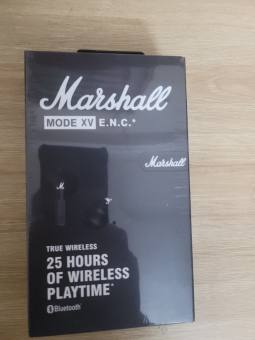 Marshall
MODE XV E.N.C.*
Marshall
TRUE WIRELESS
25 HOURS
OF WIRELESS
PLAYTIME*
Bluetooth®